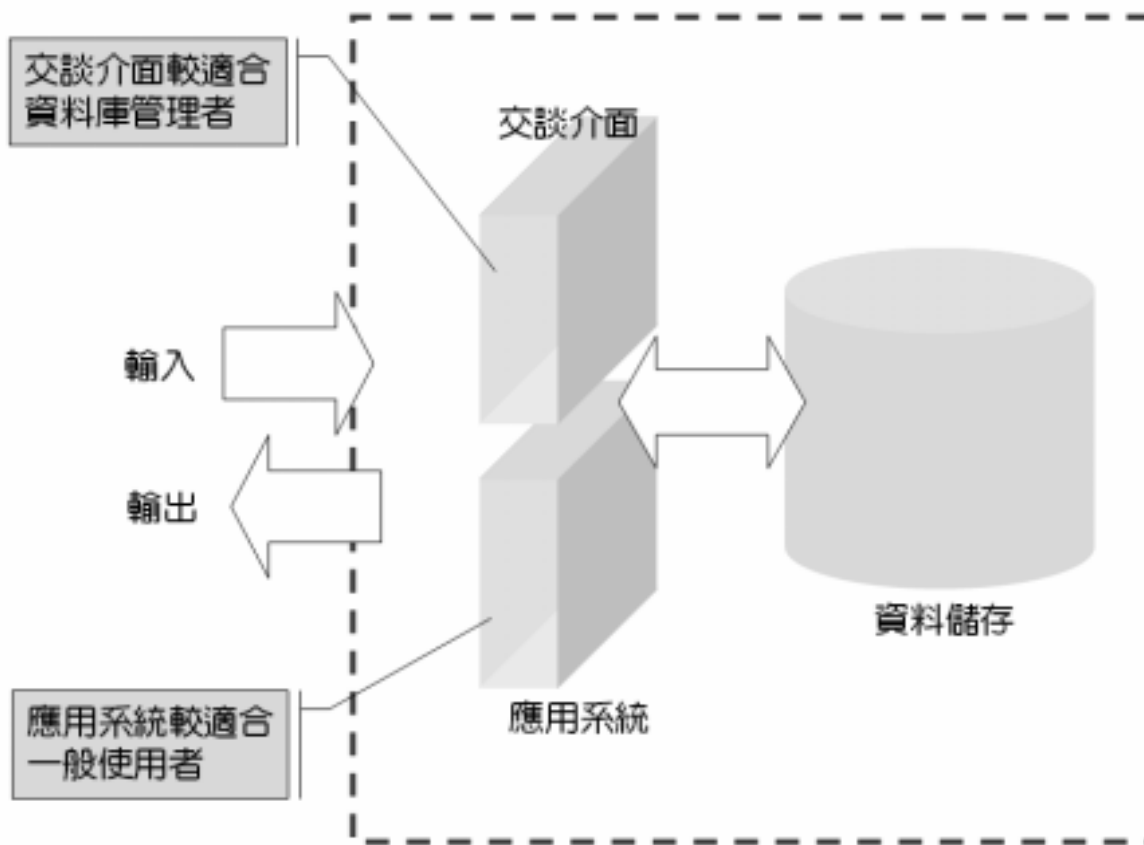 交談介面較適合
資料庫管理者
交談介面
輸入
輸出
資料儲存
應用系統較適合
一般使用者
應用系統